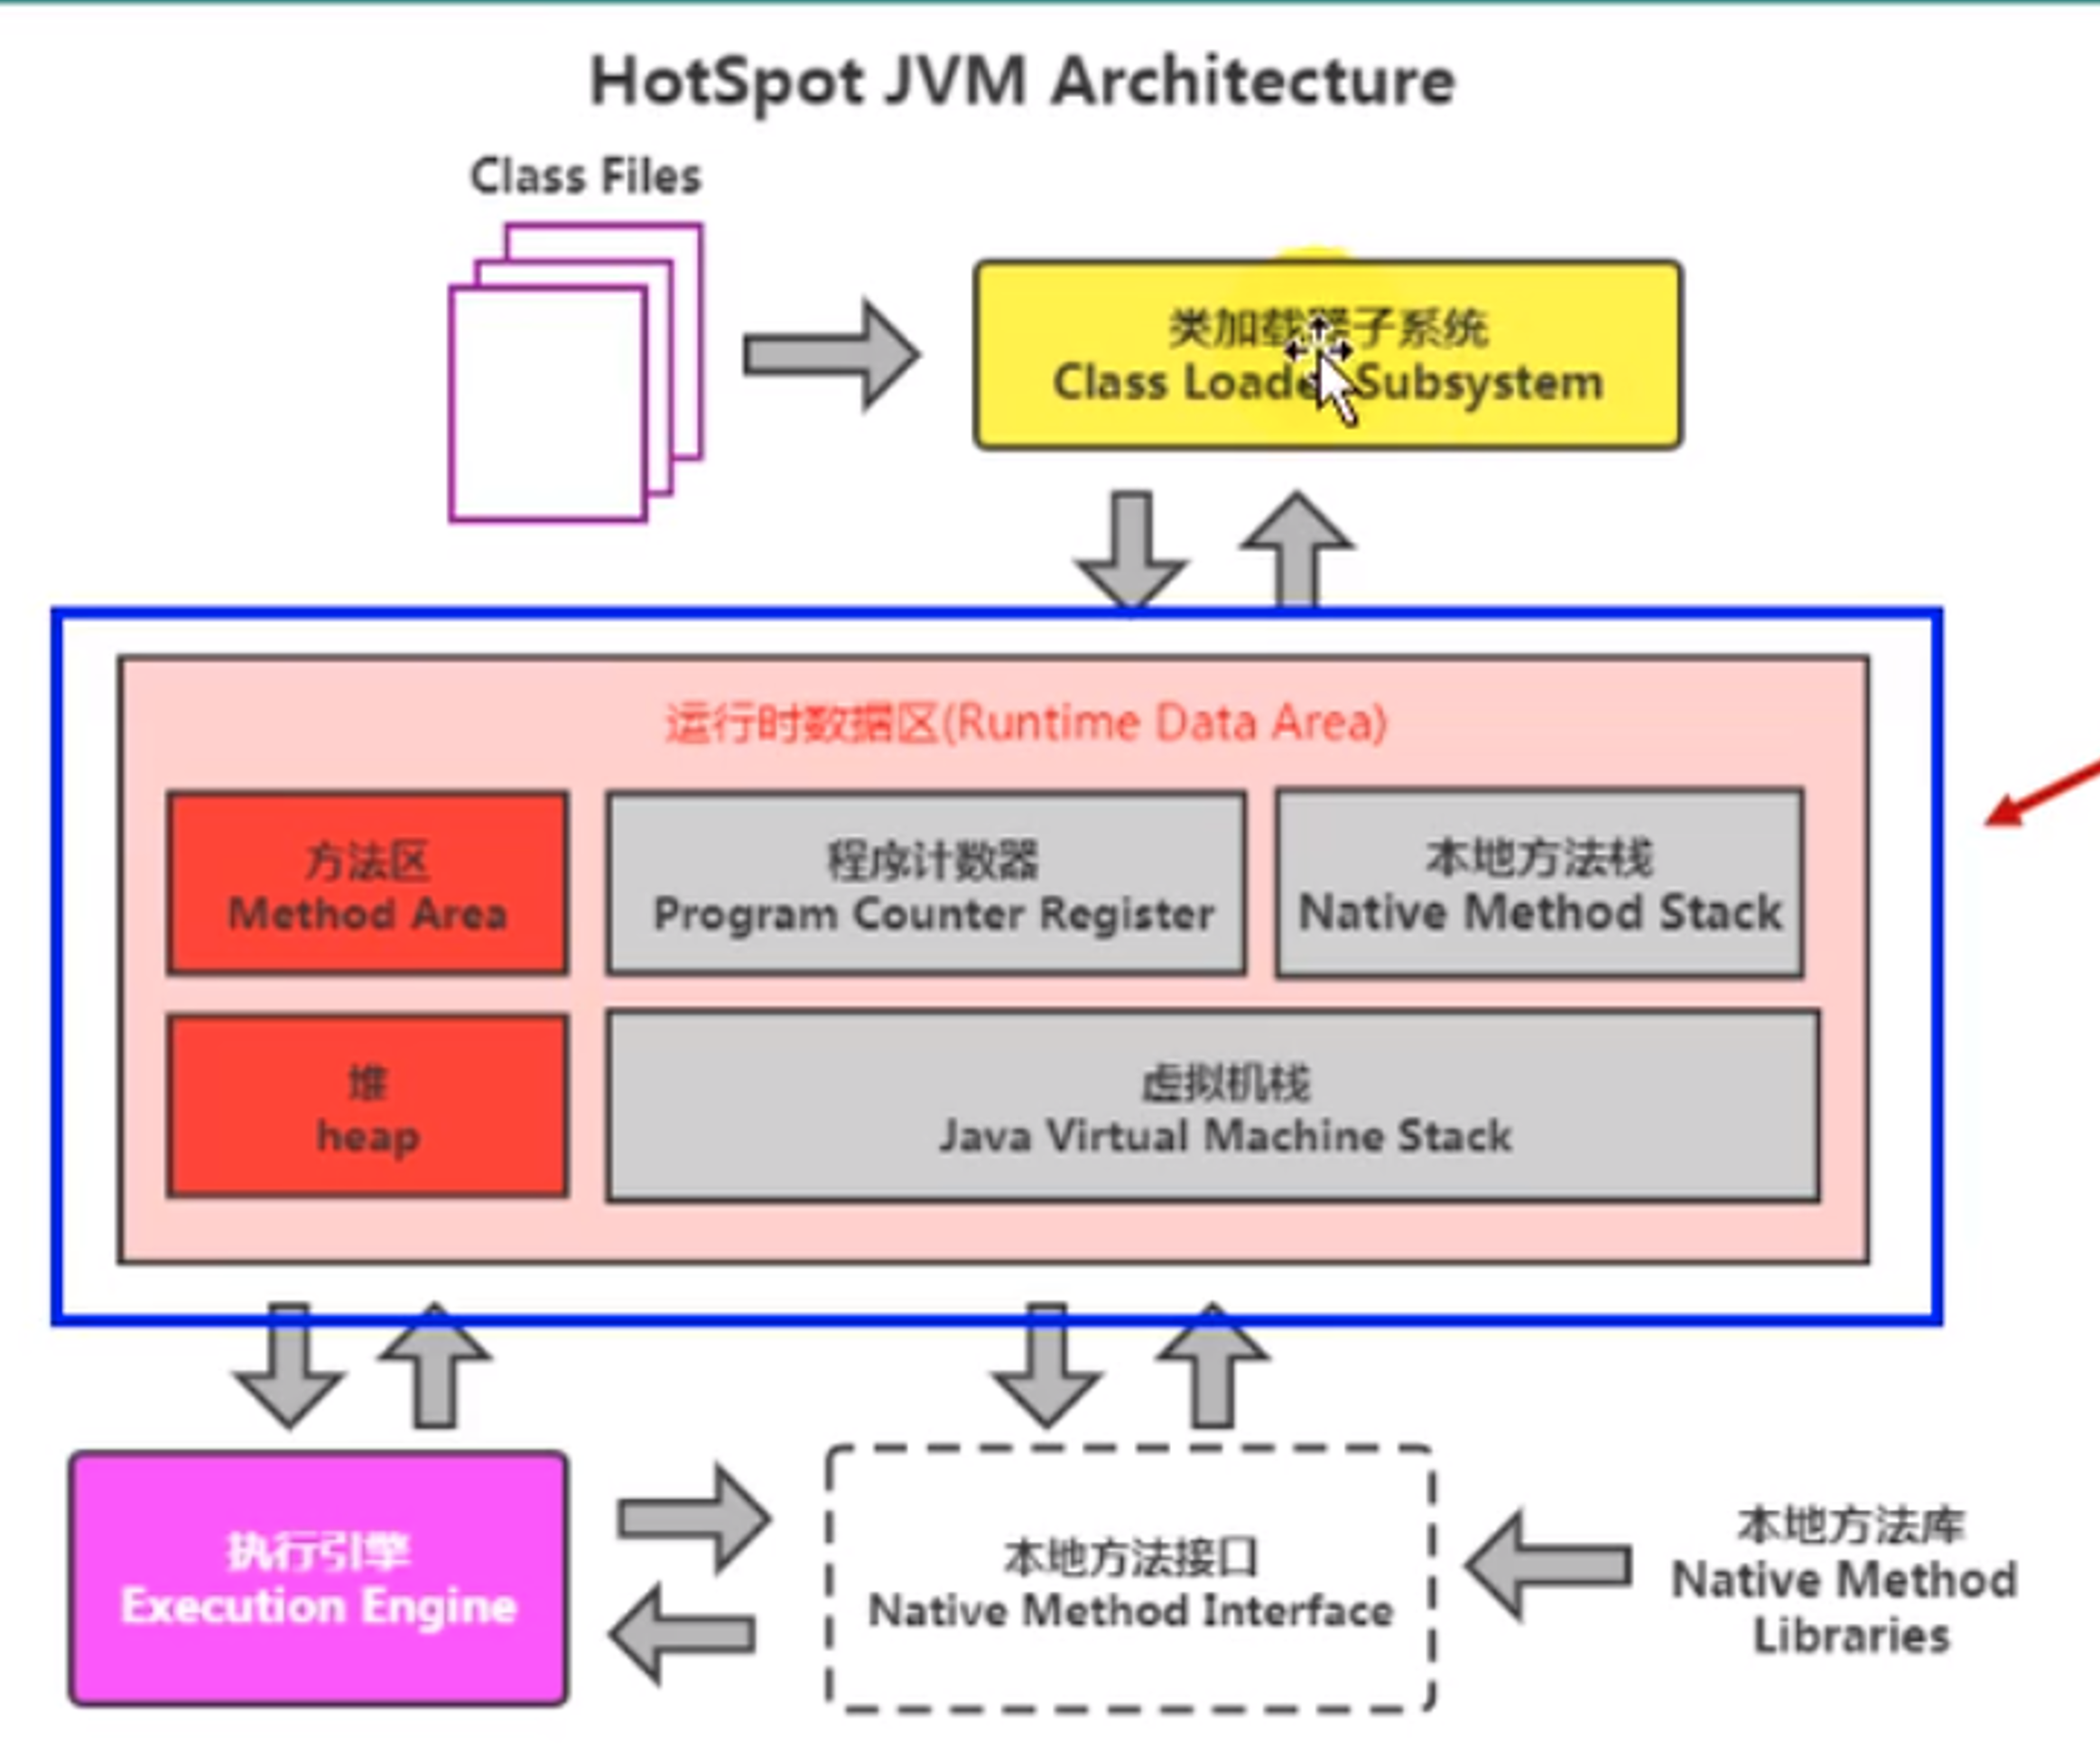 HotSpot JVM Architecture
Class Files
类加载器子系统
Class Loader Subsystem
运行时数据区(Runtime Data Area)
方法区
Method Area
程序计数器
Program Counter Register
本地方法栈
Native Method Stack
堆
heap
虚拟机栈
Java Virtual Machine Stack
执行引擎
Execution Engine
本地方法接口
Native Method Interface
本地方法库
Native Method
Libraries